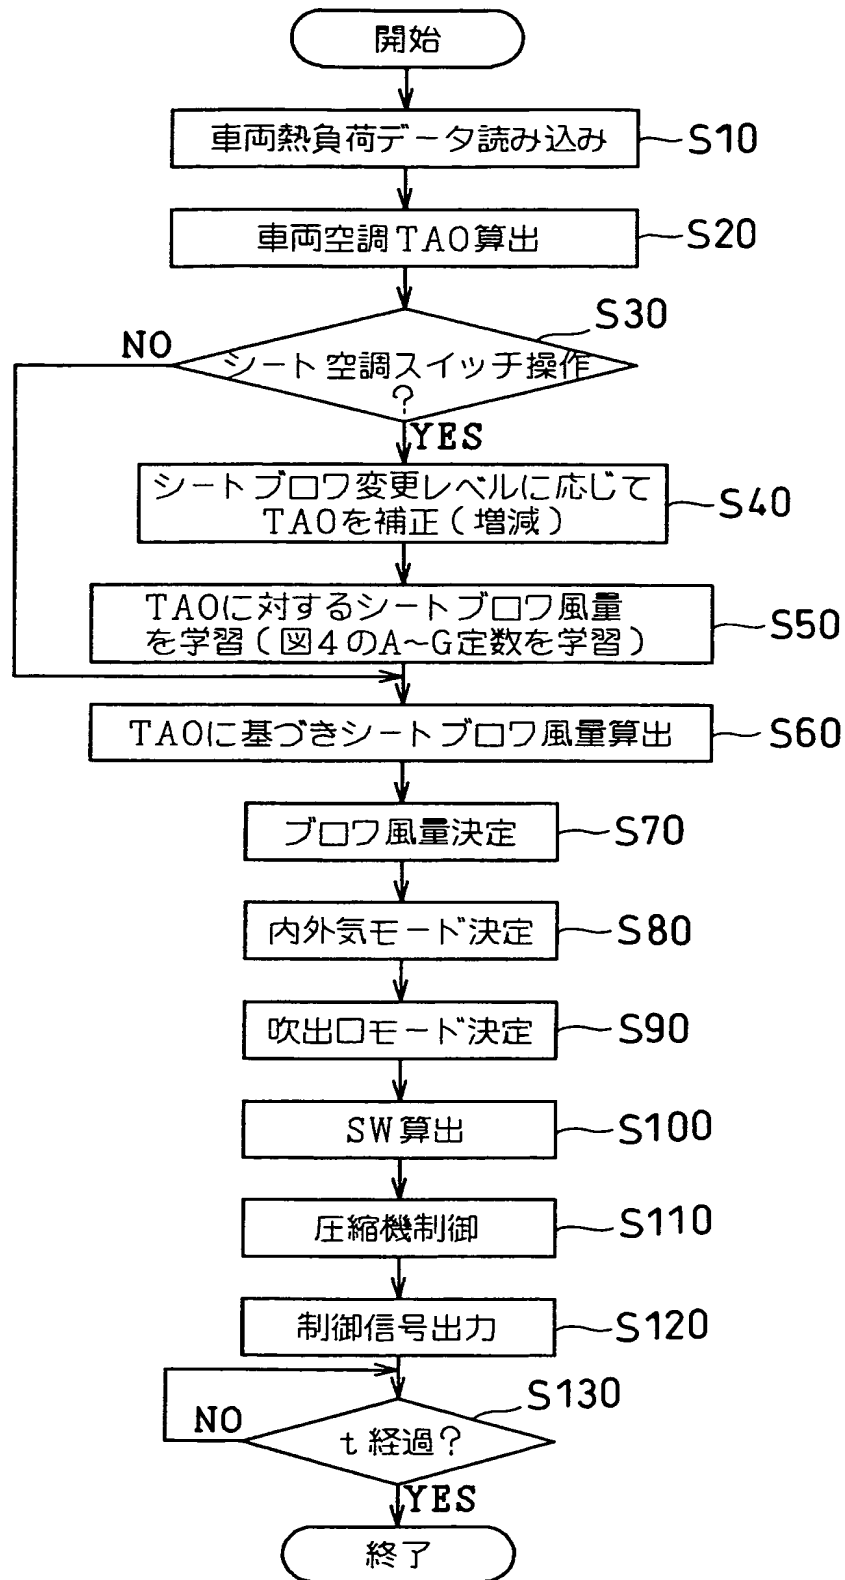 開始
車両熱負荷データ読み込み
S10
車両空調TAO算出
S20
S30
NO
シート空調スイッチ操作
?
YES
シートブロワ変更レベルに応じて
TAOを補正(増減)
S40
TAOに対するシートブロワ風量
を学習(図4のA~G定数を学習)
S50
TAOに基づきシートブロワ風量算出
S60
ブロワ風量決定
S70
内外気モード決定
S80
吹出口モード決定
S90
SW算出
S100
圧縮機制御
S110
制御信号出力
S120
S130
NO
t経過?
YES
終了